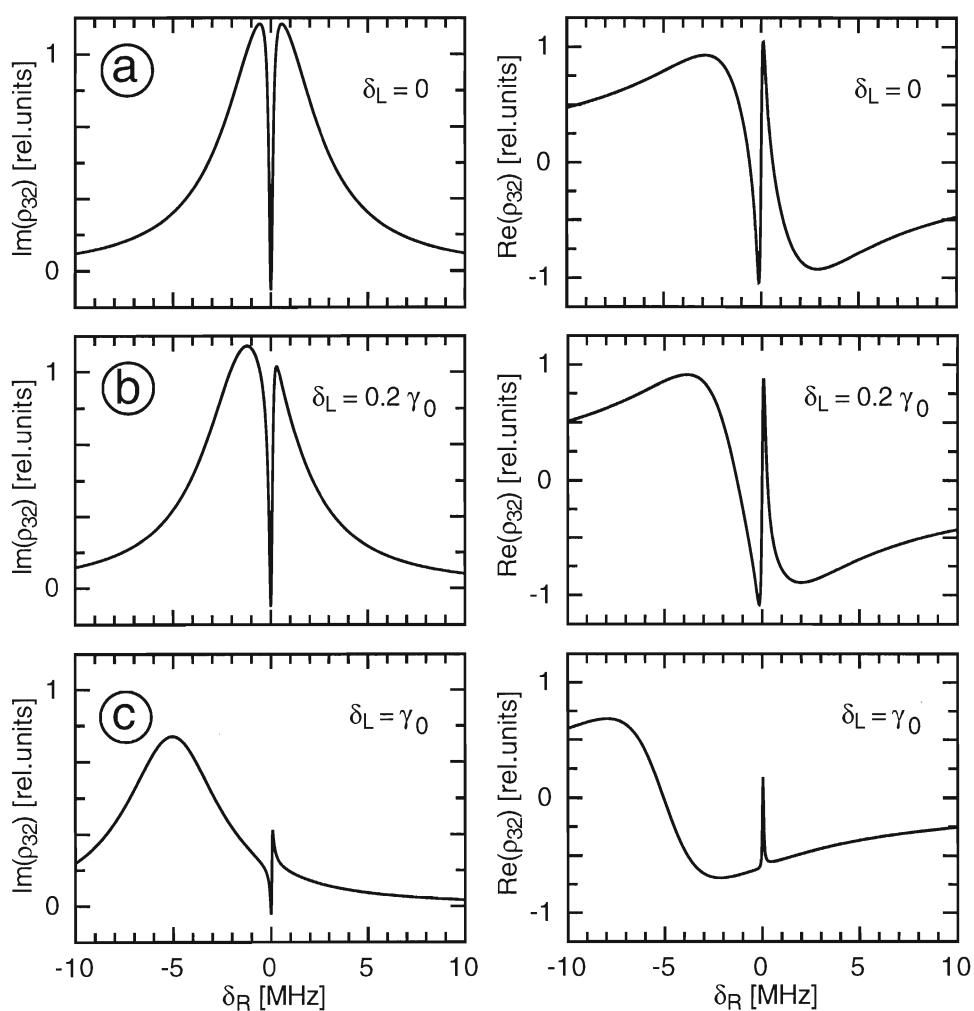 a
δL = 0
δL = 0
Im(ρ32) [rel.units]
1
0
Re(ρ32) [rel.units]
1
0
-1
b
δL = 0.2 γ0
δL = 0.2 γ0
Im(ρ32) [rel.units]
1
0
Re(ρ32) [rel.units]
1
0
-1
c
δL = γ0
δL = γ0
Im(ρ32) [rel.units]
1
0
Re(ρ32) [rel.units]
1
0
-1
-10 -5 0 5 10
-10 -5 0 5 10
δR [MHz]
δR [MHz]